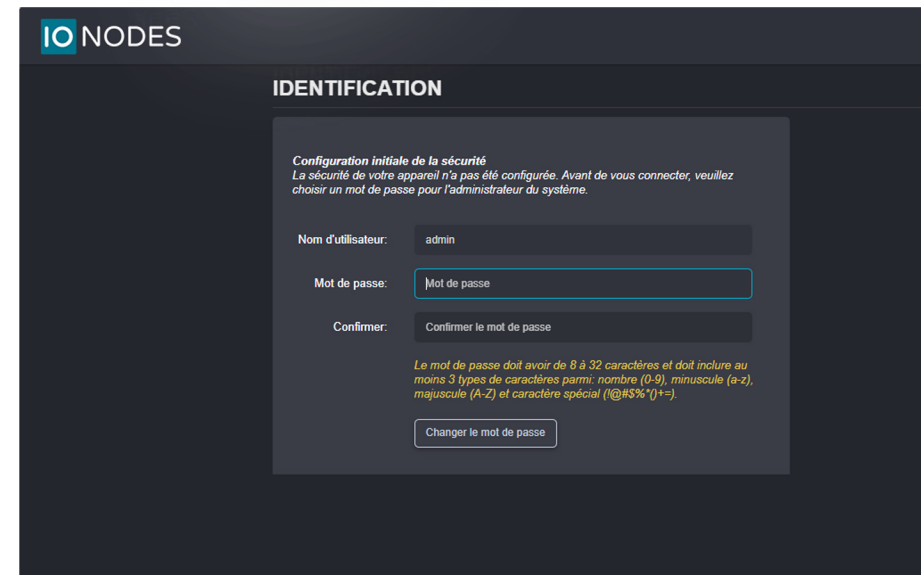 IO NODES
IDENTIFICATION
Configuration initiale de la sécurité
La sécurité de votre appareil n'a pas été configurée. Avant de vous connecter, veuillez
choisir un mot de passe pour l'administrateur du système.
Nom d'utilisateur: admin
Mot de passe: Mot de passe
Confirmer: Confirmer le mot de passe
Le mot de passe doit avoir de 8 à 32 caractères et doit inclure au
moins 3 types de caractères parmi: nombre (0-9), minuscule (a-z),
majuscule (A-Z) et caractère spécial (!@#$%*()+=).
Changer le mot de passe